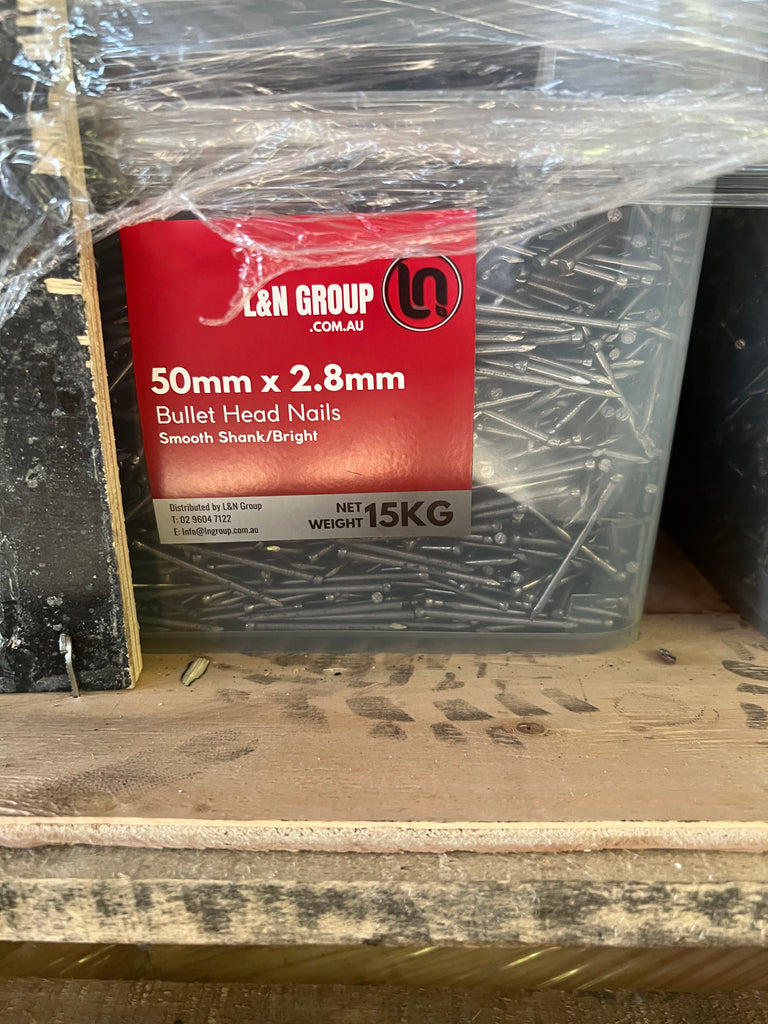 L&N GROUP
.COM.AU
50mm x 2.8mm
Bullet Head Nails
Smooth Shank/Bright
Distributed by L&N Group
T: 02 9604 7122
E: Info@lngroup.com.au
NET
WEIGHT 15KG